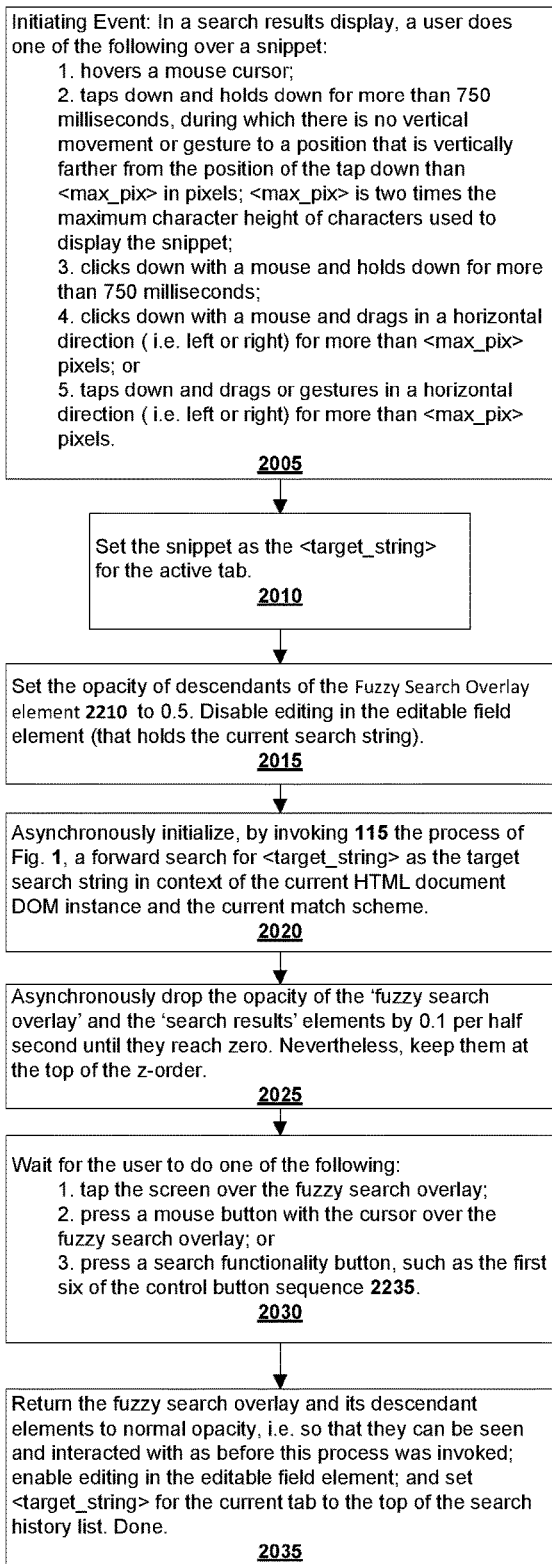 Initiating Event: In a search results display, a user does
one of the following over a snippet:
1. hovers a mouse cursor;
2. taps down and holds down for more than 750
milliseconds, during which there is no vertical
movement or gesture to a position that is vertically
farther from the position of the tap down than
<max_pix> in pixels; <max_pix> is two times the
maximum character height of characters used to
display the snippet;
3. clicks down with a mouse and holds down for more
than 750 milliseconds;
4. clicks down with a mouse and drags in a horizontal
direction ( i.e. left or right) for more than <max_pix>
pixels; or
5. taps down and drags or gestures in a horizontal
direction ( i.e. left or right) for more than <max_pix>
pixels.
2005
Set the snippet as the <target_string>
for the active tab.
2010
Set the opacity of descendants of the Fuzzy Search Overlay
element 2210 to 0.5. Disable editing in the editable field
element (that holds the current search string).
2015
Asynchronously initialize, by invoking 115 the process of
Fig. 1, a forward search for <target_string> as the target
search string in context of the current HTML document
DOM instance and the current match scheme.
2020
Asynchronously drop the opacity of the ‘fuzzy search
overlay’ and the ‘search results’ elements by 0.1 per half
second until they reach zero. Nevertheless, keep them at
the top of the z-order.
2025
Wait for the user to do one of the following:
1. tap the screen over the fuzzy search overlay;
2. press a mouse button with the cursor over the
fuzzy search overlay; or
3. press a search functionality button, such as the first
six of the control button sequence 2235.
2030
Return the fuzzy search overlay and its descendant
elements to normal opacity, i.e. so that they can be seen
and interacted with as before this process was invoked;
enable editing in the editable field element; and set
<target_string> for the current tab to the top of the search
history list. Done.
2035